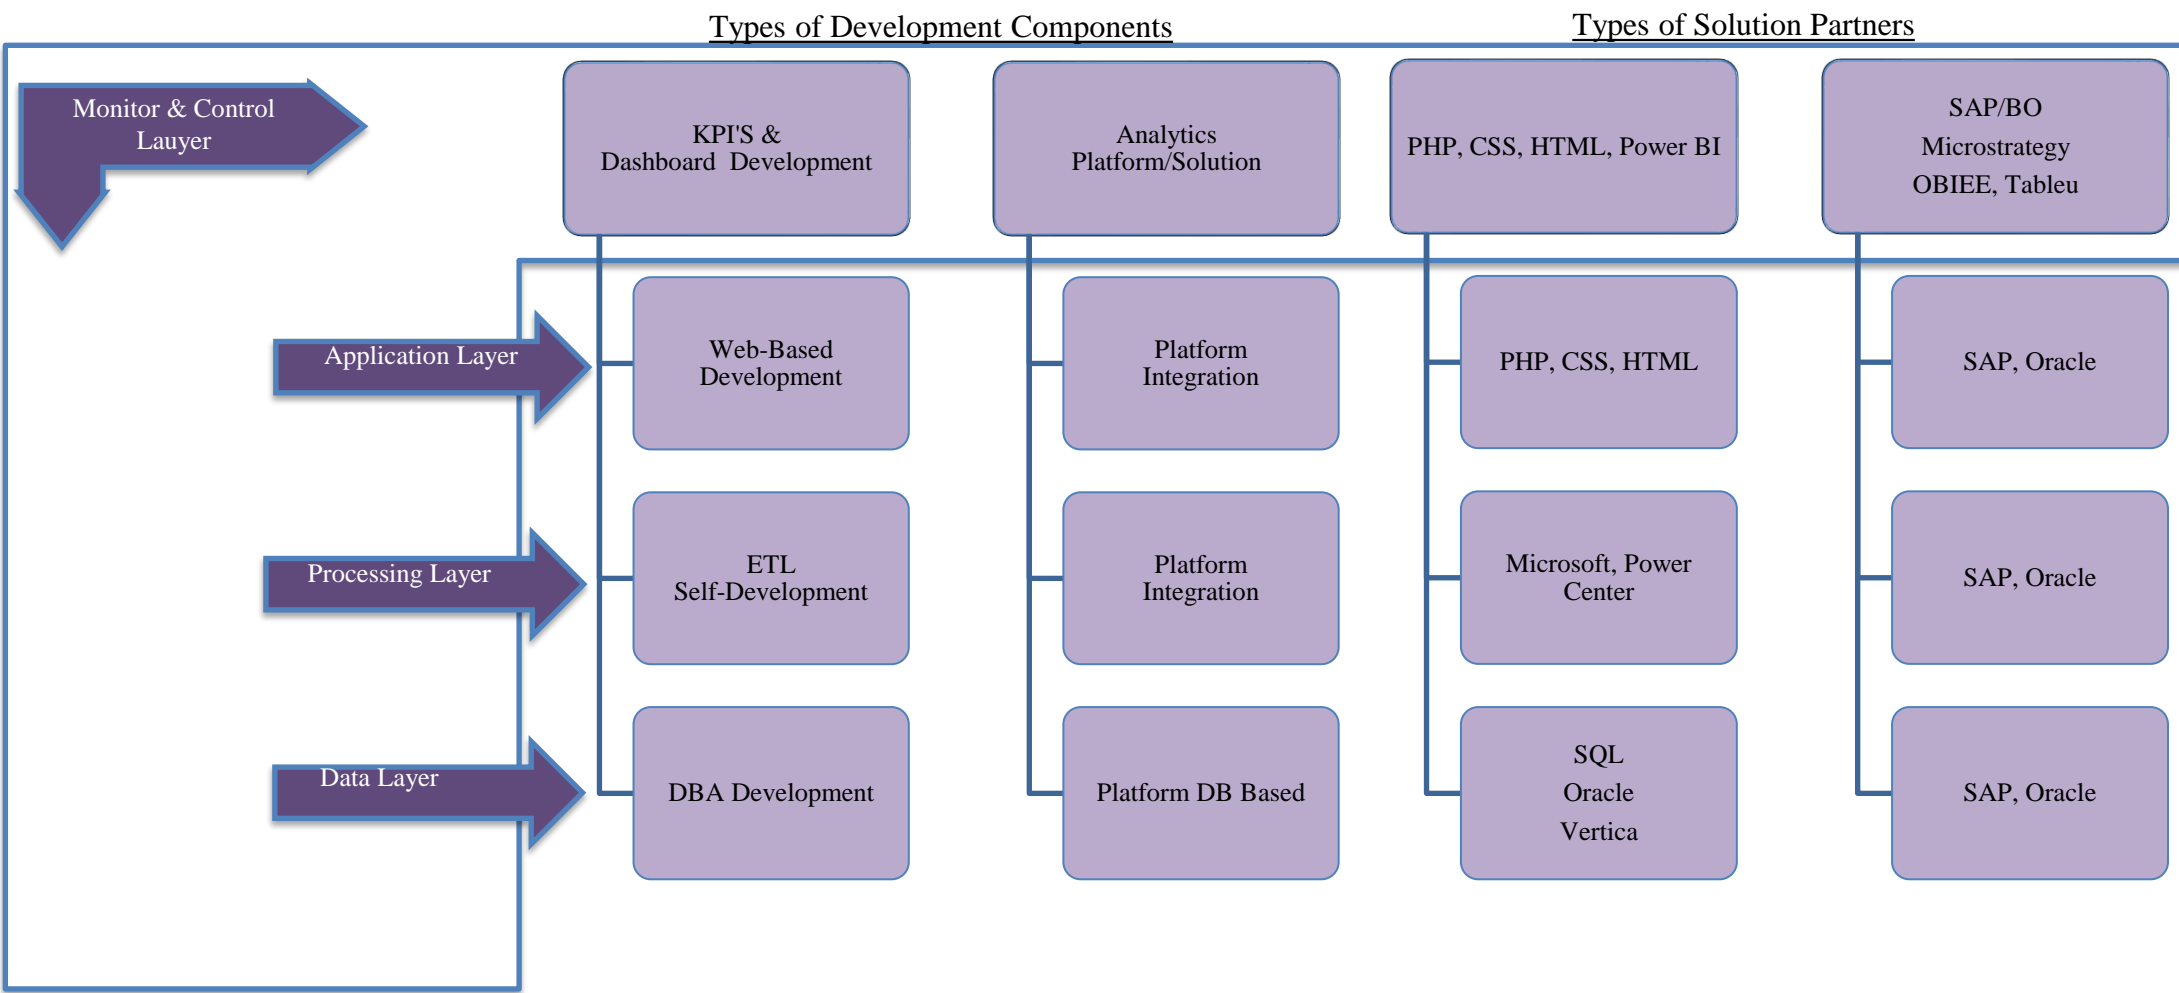 Types of Development Components
Types of Solution Partners
Monitor & Control
Lauyer
KPI'S &
Dashboard Development
Analytics
Platform/Solution
PHP, CSS, HTML, Power BI
SAP/BO
Microstrategy
OBIEE, Tableu
Application Layer
Web-Based
Development
Platform
Integration
PHP, CSS, HTML
SAP, Oracle
Processing Layer
ETL
Self-Development
Platform
Integration
Microsoft, Power
Center
SAP, Oracle
Data Layer
DBA Development
Platform DB Based
SQL
Oracle
Vertica
SAP, Oracle